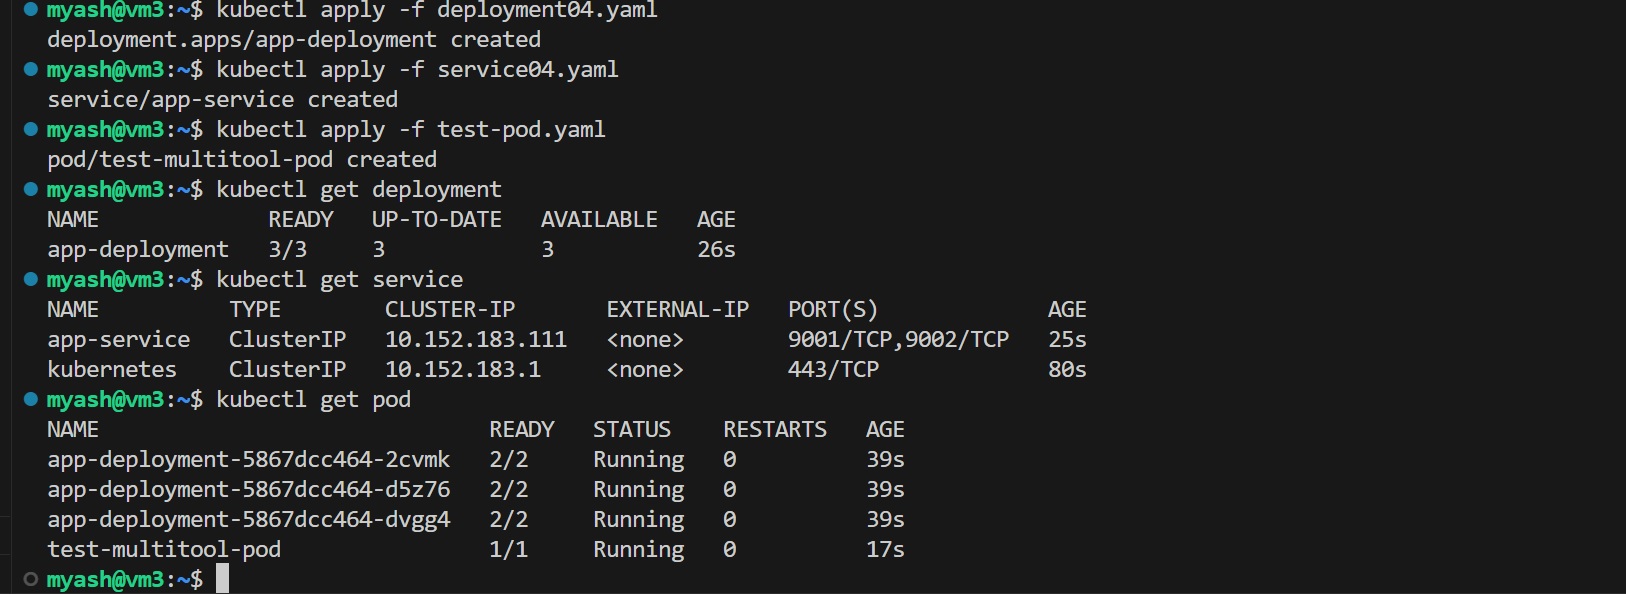 myash@vm3:~$ kubectl apply -f deployment04.yaml
deployment.apps/app-deployment created
myash@vm3:~$ kubectl apply -f service04.yaml
service/app-service created
myash@vm3:~$ kubectl apply -f test-pod.yaml
pod/test-multitool-pod created
myash@vm3:~$ kubectl get deployment
NAME             READY   UP-TO-DATE   AVAILABLE   AGE
app-deployment   3/3     3            3           26s
myash@vm3:~$ kubectl get service
NAME          TYPE        CLUSTER-IP       EXTERNAL-IP   PORT(S)             AGE
app-service   ClusterIP   10.152.183.111   <none>        9001/TCP,9002/TCP   25s
kubernetes    ClusterIP   10.152.183.1     <none>        443/TCP             80s
myash@vm3:~$ kubectl get pod
NAME                              READY   STATUS    RESTARTS   AGE
app-deployment-5867dcc464-2cvmk   2/2     Running   0          39s
app-deployment-5867dcc464-d5z76   2/2     Running   0          39s
app-deployment-5867dcc464-dvgg4   2/2     Running   0          39s
test-multitool-pod                1/1     Running   0          17s
myash@vm3:~$